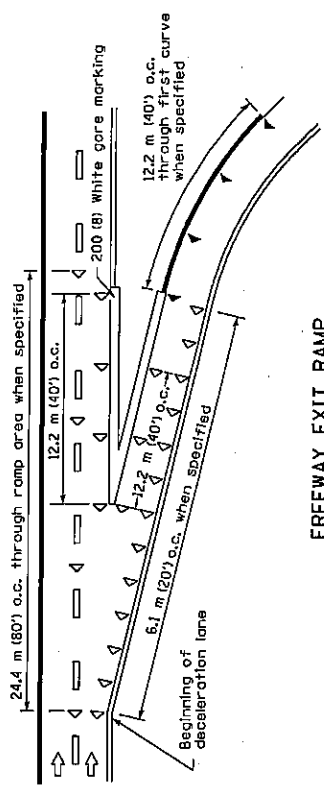 24.4 m (80') o.c. through ramp area when specified
12.2 m (40') o.c.
200 (8) White gore marking
12.2 m (40') o.c.
through first curve
when specified
12.2 m (40') o.c.
6.1 m (20') o.c. when specified
Beginning of
deceleration lane
FREEWAY EXIT RAMP